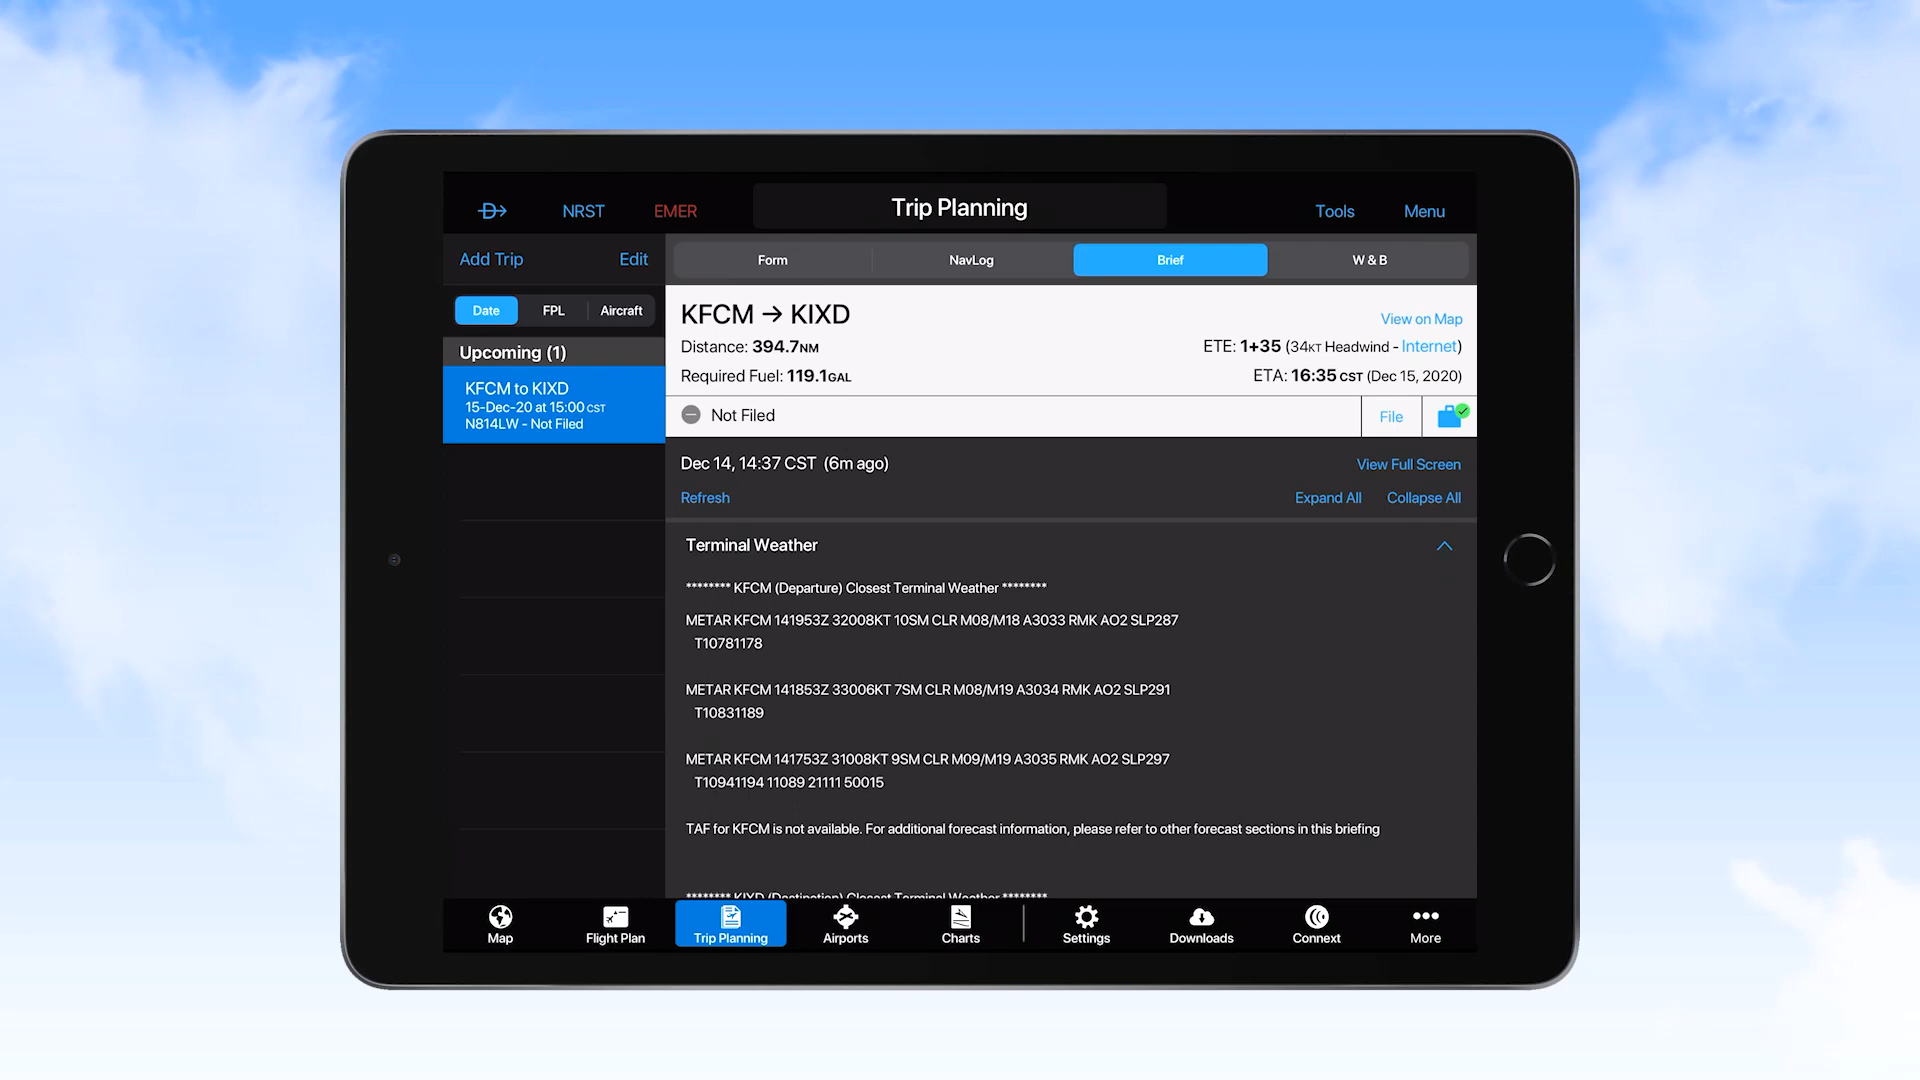 NRST EMER Trip Planning Tools Menu
Add Trip Edit
Form NavLog Brief W & B
Date FPL Aircraft
Upcoming (1)
KFCM to KIXD
15-Dec-20 at 15:00 CST
N814LW - Not Filed
KFCM → KIXD
View on Map
Distance: 394.7NM
ETE: 1+35 (34KT Headwind - Internet)
Required Fuel: 119.1GAL
ETA: 16:35 CST (Dec 15, 2020)
Not Filed
File
Dec 14, 14:37 CST (6m ago)
View Full Screen
Refresh
Expand All Collapse All
Terminal Weather
******** KFCM (Departure) Closest Terminal Weather ********
METAR KFCM 141953Z 32008KT 10SM CLR M08/M18 A3033 RMK AO2 SLP287
T10781178
METAR KFCM 141853Z 33006KT 7SM CLR M08/M19 A3034 RMK AO2 SLP291
T10831189
METAR KFCM 141753Z 31008KT 9SM CLR M09/M19 A3035 RMK AO2 SLP297
T10941194 11089 21111 50015
TAF for KFCM is not available. For additional forecast information, please refer to other forecast sections in this briefing
******** KIXD (Destination) Closest Terminal Weather ********
Map Flight Plan Trip Planning Airports Charts Settings Downloads Connext More